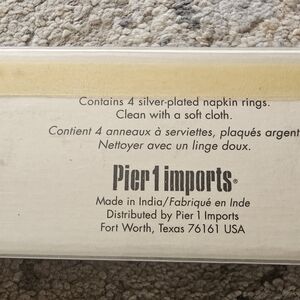 Contains 4 silver-plated napkin rings.
Clean with a soft cloth.
Contient 4 anneaux à serviettes, plaqués argent
Nettoyer avec un linge doux.
Pier 1 imports®
Made in India/Fabriqué en Inde
Distributed by Pier 1 Imports
Fort Worth, Texas 76161 USA